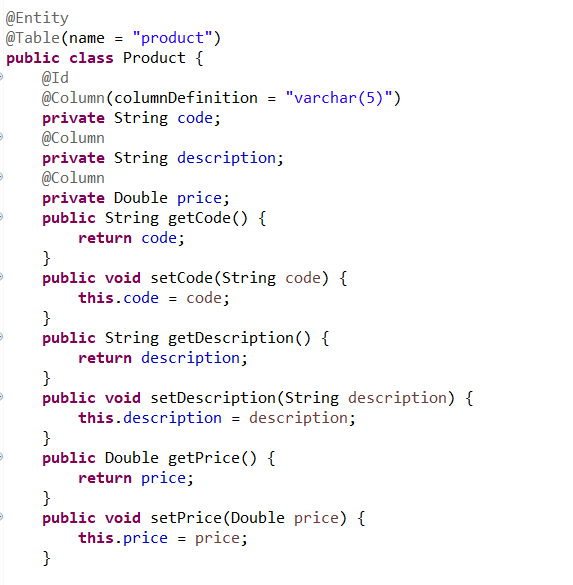 @Entity
@Table(name = "product")
public class Product {
    @Id
    @Column(columnDefinition = "varchar(5)")
    private String code;
    @Column
    private String description;
    @Column
    private Double price;
    public String getCode() {
        return code;
    }
    public void setCode(String code) {
        this.code = code;
    }
    public String getDescription() {
        return description;
    }
    public void setDescription(String description) {
        this.description = description;
    }
    public Double getPrice() {
        return price;
    }
    public void setPrice(Double price) {
        this.price = price;
    }